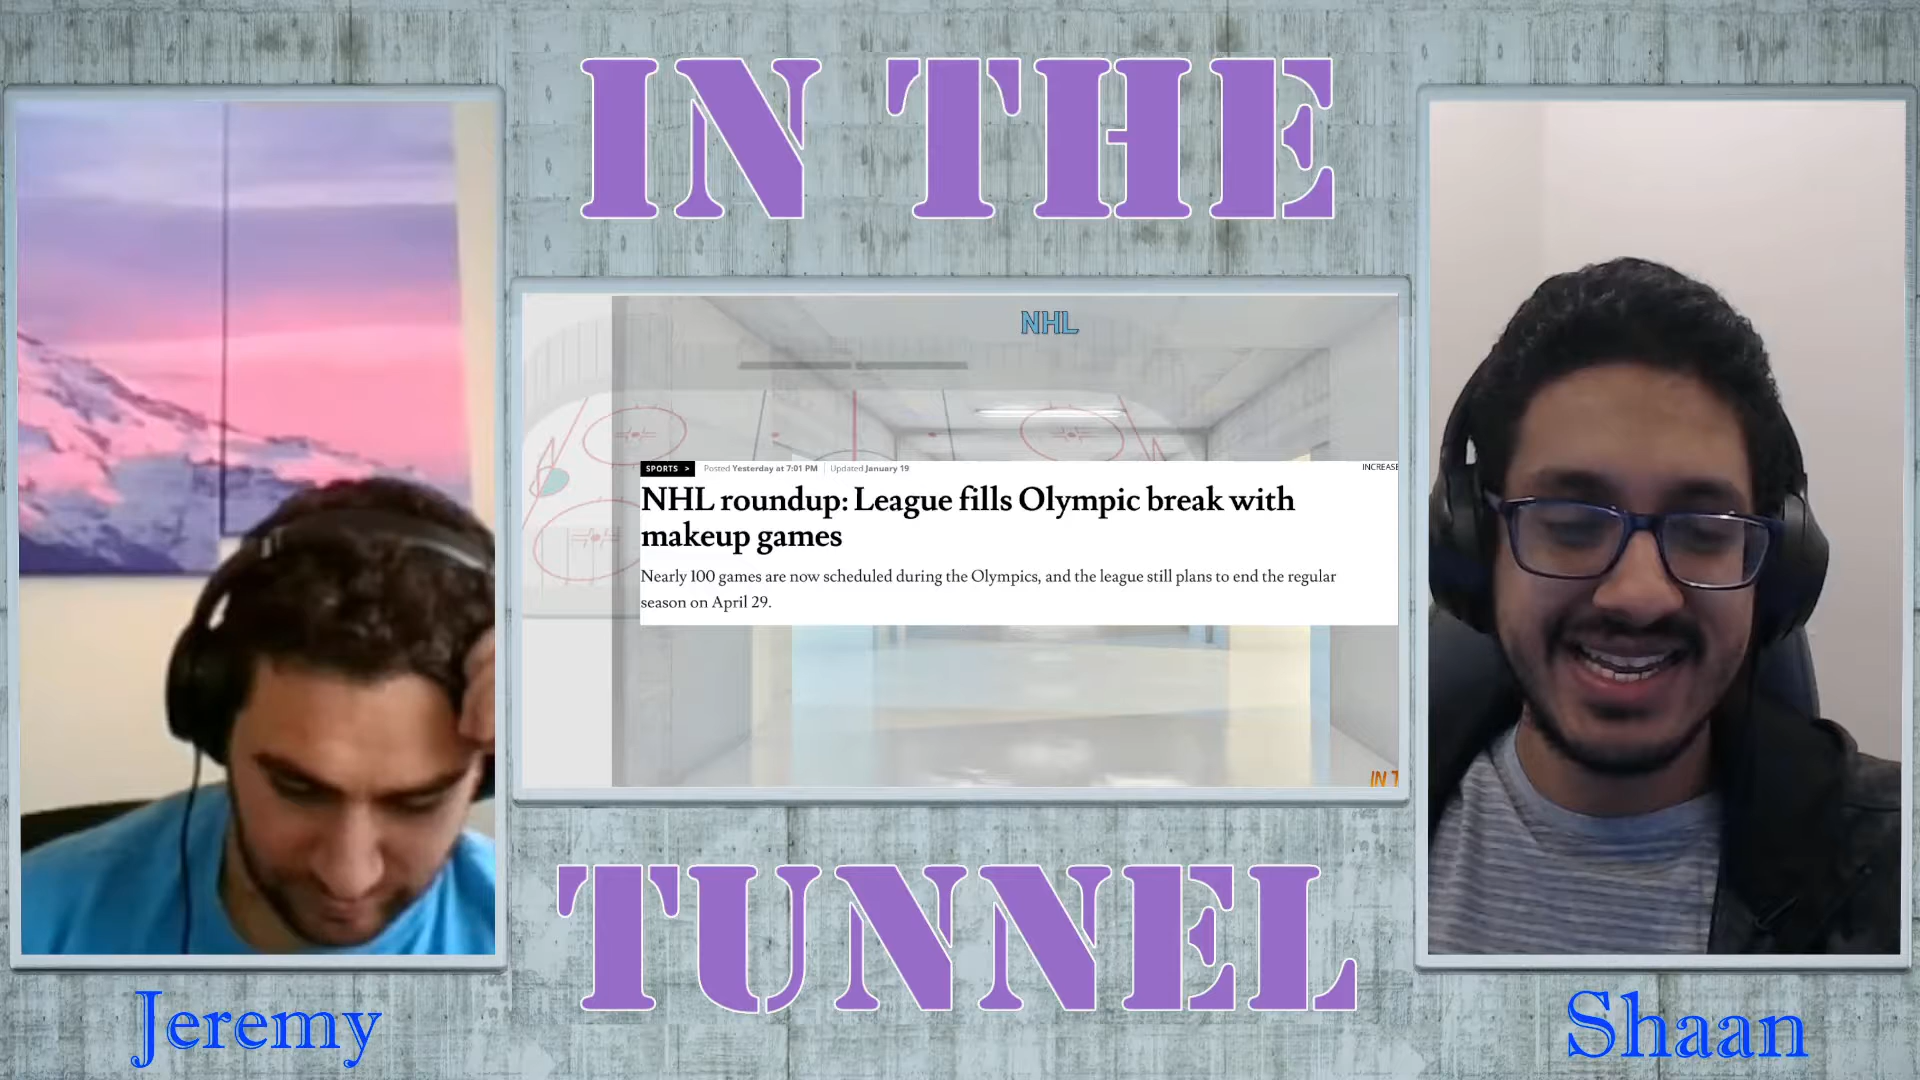 IN THE
NHL
SPORTS >
Posted Yesterday at 7:01 PM
Updated January 19
INCREASE
NHL roundup: League fills Olympic break with
makeup games
Nearly 100 games are now scheduled during the Olympics, and the league still plans to end the regular
season on April 29.
IN T
TUNNEL
Jeremy
Shaan